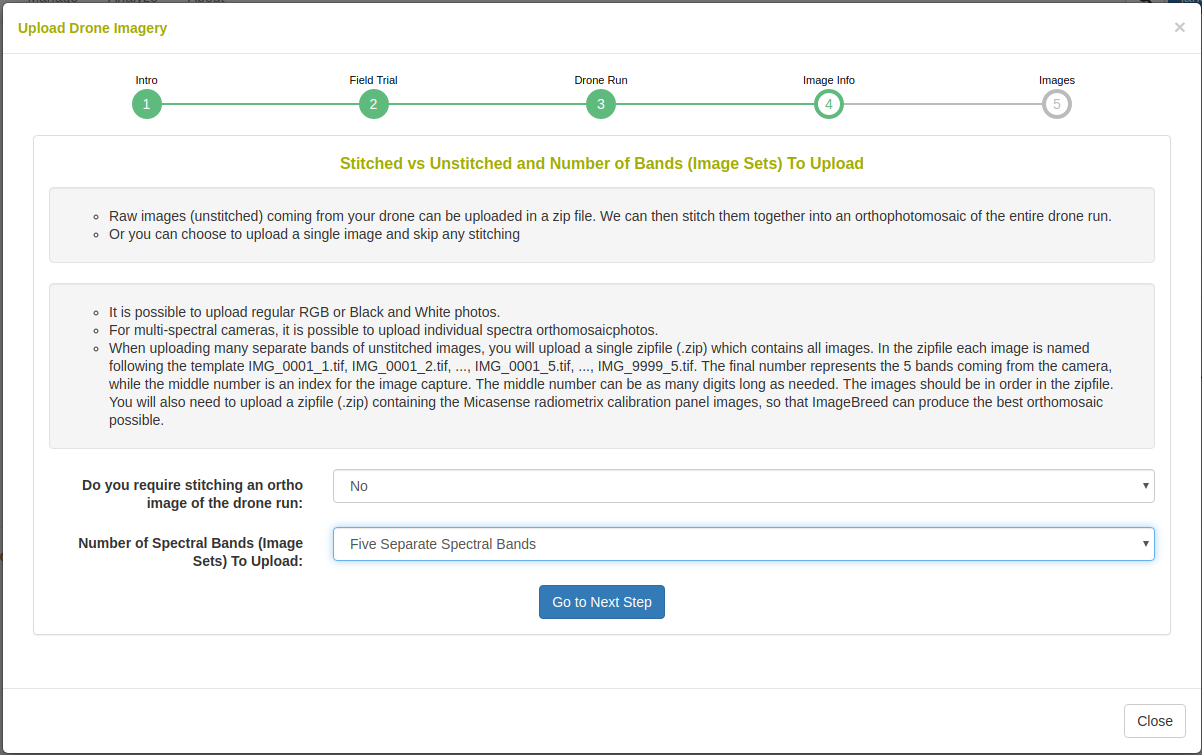 Upload Drone Imagery
×
Intro
Field Trial
Drone Run
Image Info
Images
1
2
3
4
5
Stitched vs Unstitched and Number of Bands (Image Sets) To Upload
Raw images (unstitched) coming from your drone can be uploaded in a zip file. We can then stitch them together into an orthophotomosaic of the entire drone run.
Or you can choose to upload a single image and skip any stitching
It is possible to upload regular RGB or Black and White photos.
For multi-spectral cameras, it is possible to upload individual spectra orthomosaicphotos.
When uploading many separate bands of unstitched images, you will upload a single zipfile (.zip) which contains all images. In the zipfile each image is named
following the template IMG_0001_1.tif, IMG_0001_2.tif, ..., IMG_0001_5.tif, ..., IMG_9999_5.tif. The final number represents the 5 bands coming from the camera,
while the middle number is an index for the image capture. The middle number can be as many digits long as needed. The images should be in order in the zipfile.
You will also need to upload a zipfile (.zip) containing the Micasense radiometrix calibration panel images, so that ImageBreed can produce the best orthomosaic
possible.
Do you require stitching an ortho
image of the drone run:
No
Number of Spectral Bands (Image
Sets) To Upload:
Five Separate Spectral Bands
Go to Next Step
Close